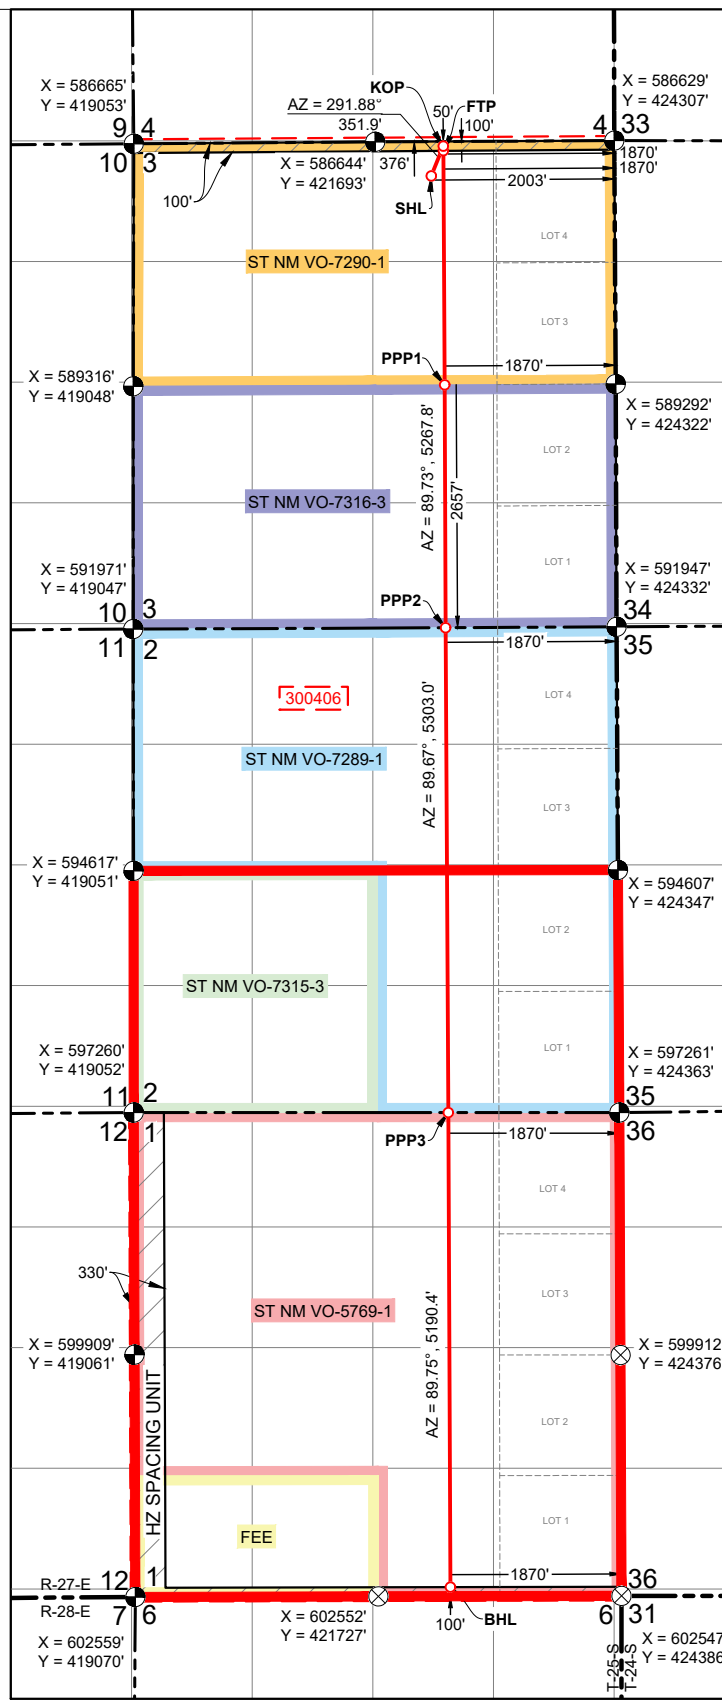 X = 586665'
Y = 419053'
KOP
AZ = 291.88°
351.9'
50'
FTP
100'
X = 586629'
Y = 424307'
9 4
4 33
10 3
X = 586644'
Y = 421693'
376'
1870'
1870'
2003'
100'
SHL
LOT 4
ST NM VO-7290-1
LOT 3
PPP1
1870'
X = 589316'
Y = 419048'
X = 589292'
Y = 424322'
LOT 2
AZ = 89.73°, 5267.8'
2657'
ST NM VO-7316-3
LOT 1
X = 591971'
Y = 419047'
X = 591947'
Y = 424332'
PPP2
10 3
34
11 2
35
1870'
300406
LOT 4
AZ = 89.67°, 5303.0'
ST NM VO-7289-1
LOT 3
X = 594617'
Y = 419051'
X = 594607'
Y = 424347'
LOT 2
ST NM VO-7315-3
LOT 1
X = 597260'
Y = 419052'
X = 597261'
Y = 424363'
11 2
35
12 1
36
PPP3
1870'
LOT 4
330'
LOT 3
ST NM VO-5769-1
AZ = 89.75°, 5190.4'
X = 599909'
Y = 419061'
X = 599912
Y = 424376
HZ SPACING UNIT
LOT 2
FEE
LOT 1
1870'
R-27-E
12 1
36
R-28-E
7 6
6 31
X = 602559'
Y = 419070'
X = 602552'
Y = 421727'
100'
BHL
T-25-S
T-24-S
X = 602547
Y = 424386